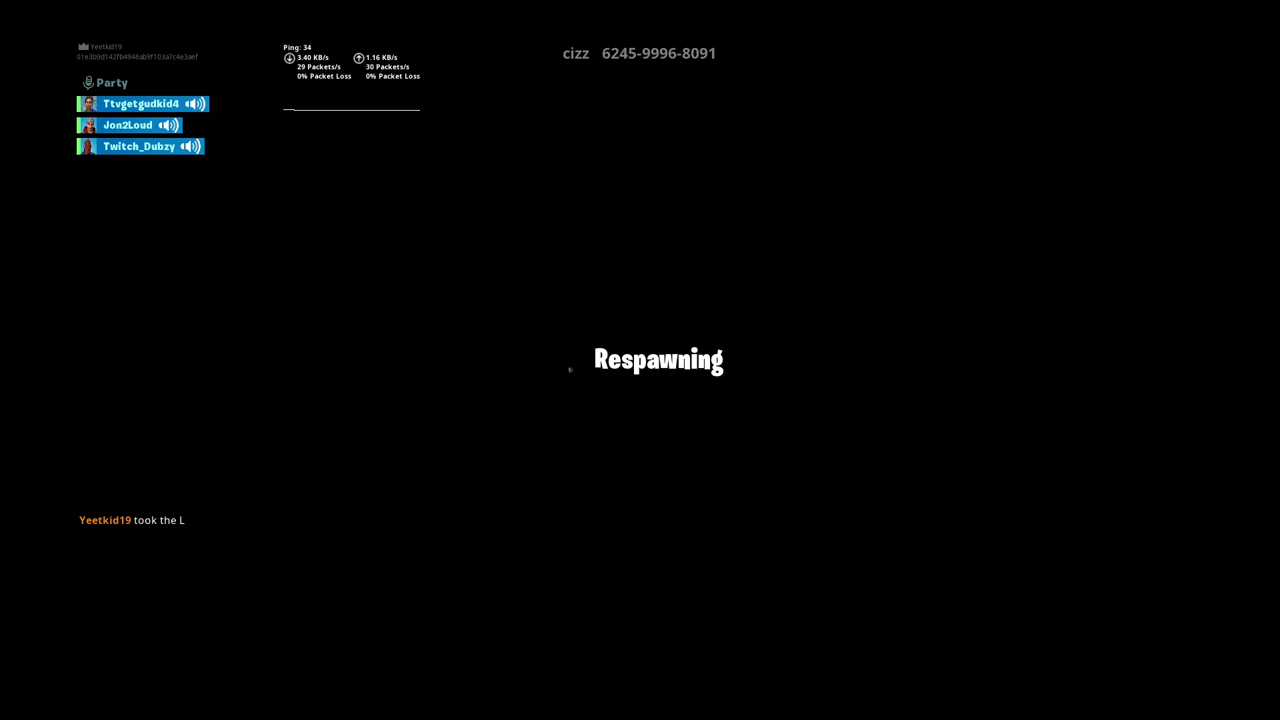 Yeetkid19
Party
Ttvgetgudkid4
Jon2Loud
Twitch_Dubzy
Ping: 34
3.40 KB/s 1.16 KB/s
29 Packets/s 30 Packets/s
0% Packet Loss 0% Packet Loss
cizz 6245-9996-8091
Respawning
Yeetkid19 took the L